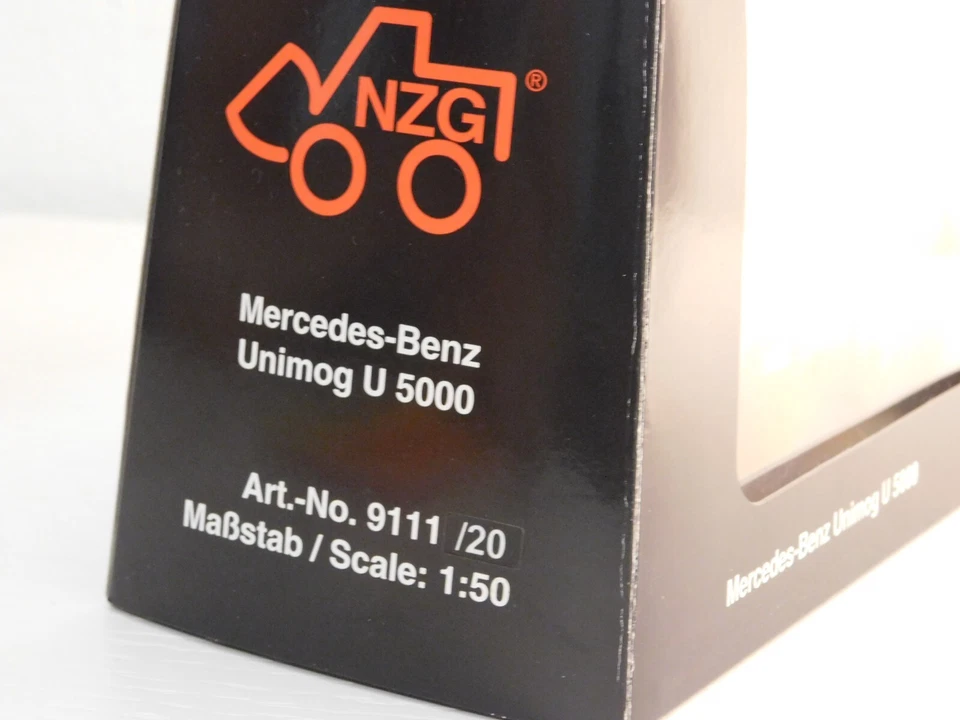 NZG®
Mercedes-Benz
Unimog U 5000
Art.-No. 9111 /20
Maßstab / Scale: 1:50
Mercedes-Benz Unimog U 5000